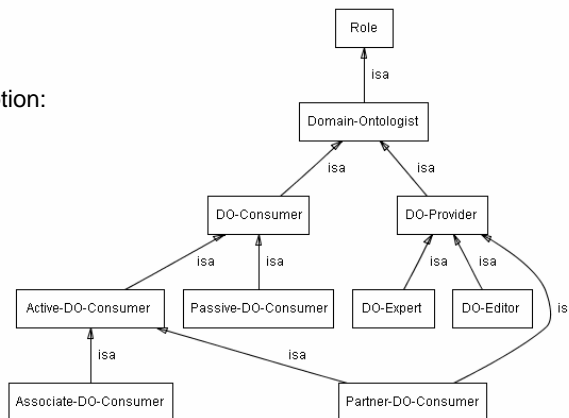 Role
isa
tion:
Domain-Ontologist
isa isa
DO-Consumer DO-Provider
isa isa isa isa
Active-DO-Consumer Passive-DO-Consumer DO-Expert DO-Editor is
isa isa
Associate-DO-Consumer Partner-DO-Consumer